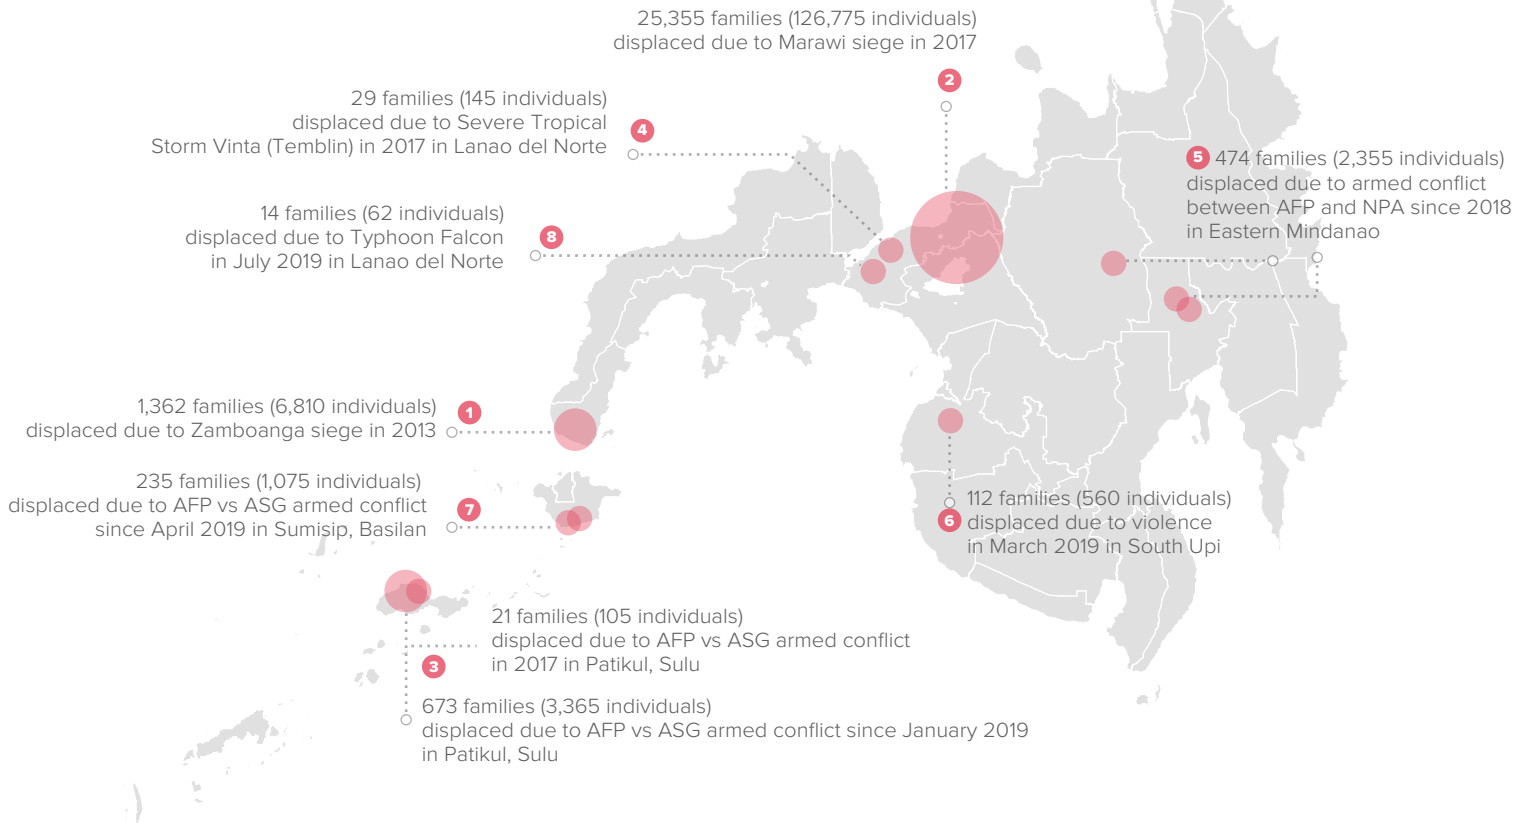 25,355 families (126,775 individuals)
displaced due to Marawi siege in 2017
2
29 families (145 individuals)
displaced due to Severe Tropical
Storm Vinta (Temblin) in 2017 in Lanao del Norte
4
5 474 families (2,355 individuals)
displaced due to armed conflict
between AFP and NPA since 2018
in Eastern Mindanao
14 families (62 individuals)
displaced due to Typhoon Falcon
in July 2019 in Lanao del Norte
8
1,362 families (6,810 individuals)
displaced due to Zamboanga siege in 2013
1
235 families (1,075 individuals)
displaced due to AFP vs ASG armed conflict
since April 2019 in Sumisip, Basilan
7
112 families (560 individuals)
6 displaced due to violence
in March 2019 in South Upi
21 families (105 individuals)
displaced due to AFP vs ASG armed conflict
in 2017 in Patikul, Sulu
3
673 families (3,365 individuals)
displaced due to AFP vs ASG armed conflict since January 2019
in Patikul, Sulu